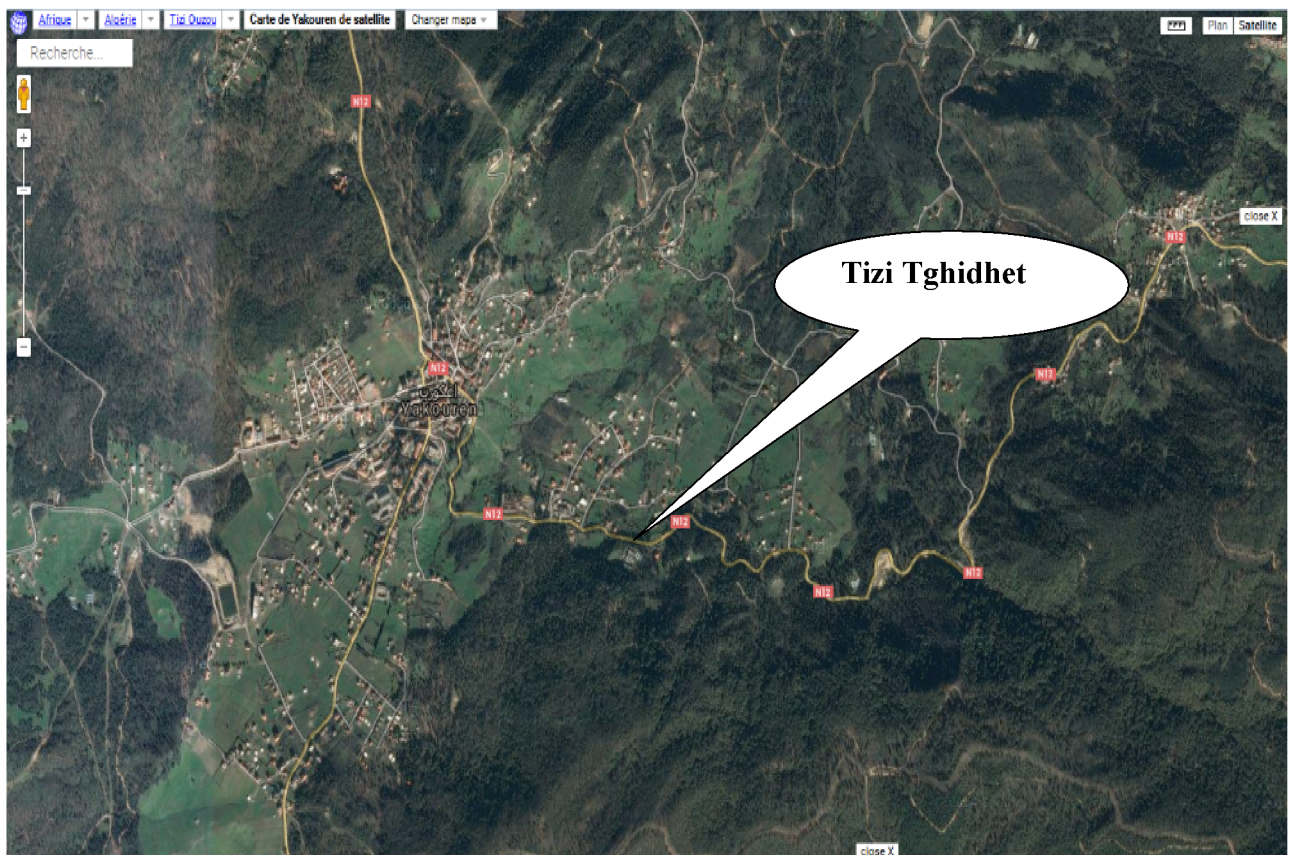 Afrique
Algérie
Tizi Ouzou
Carte de Yakouren de satellite
Changer mapa
Plan
Satellite
Recherche...
N12
close X
N12
Tizi Tghidhet
N12
N12
Yakouren
N12
N12
N12
N12
close X